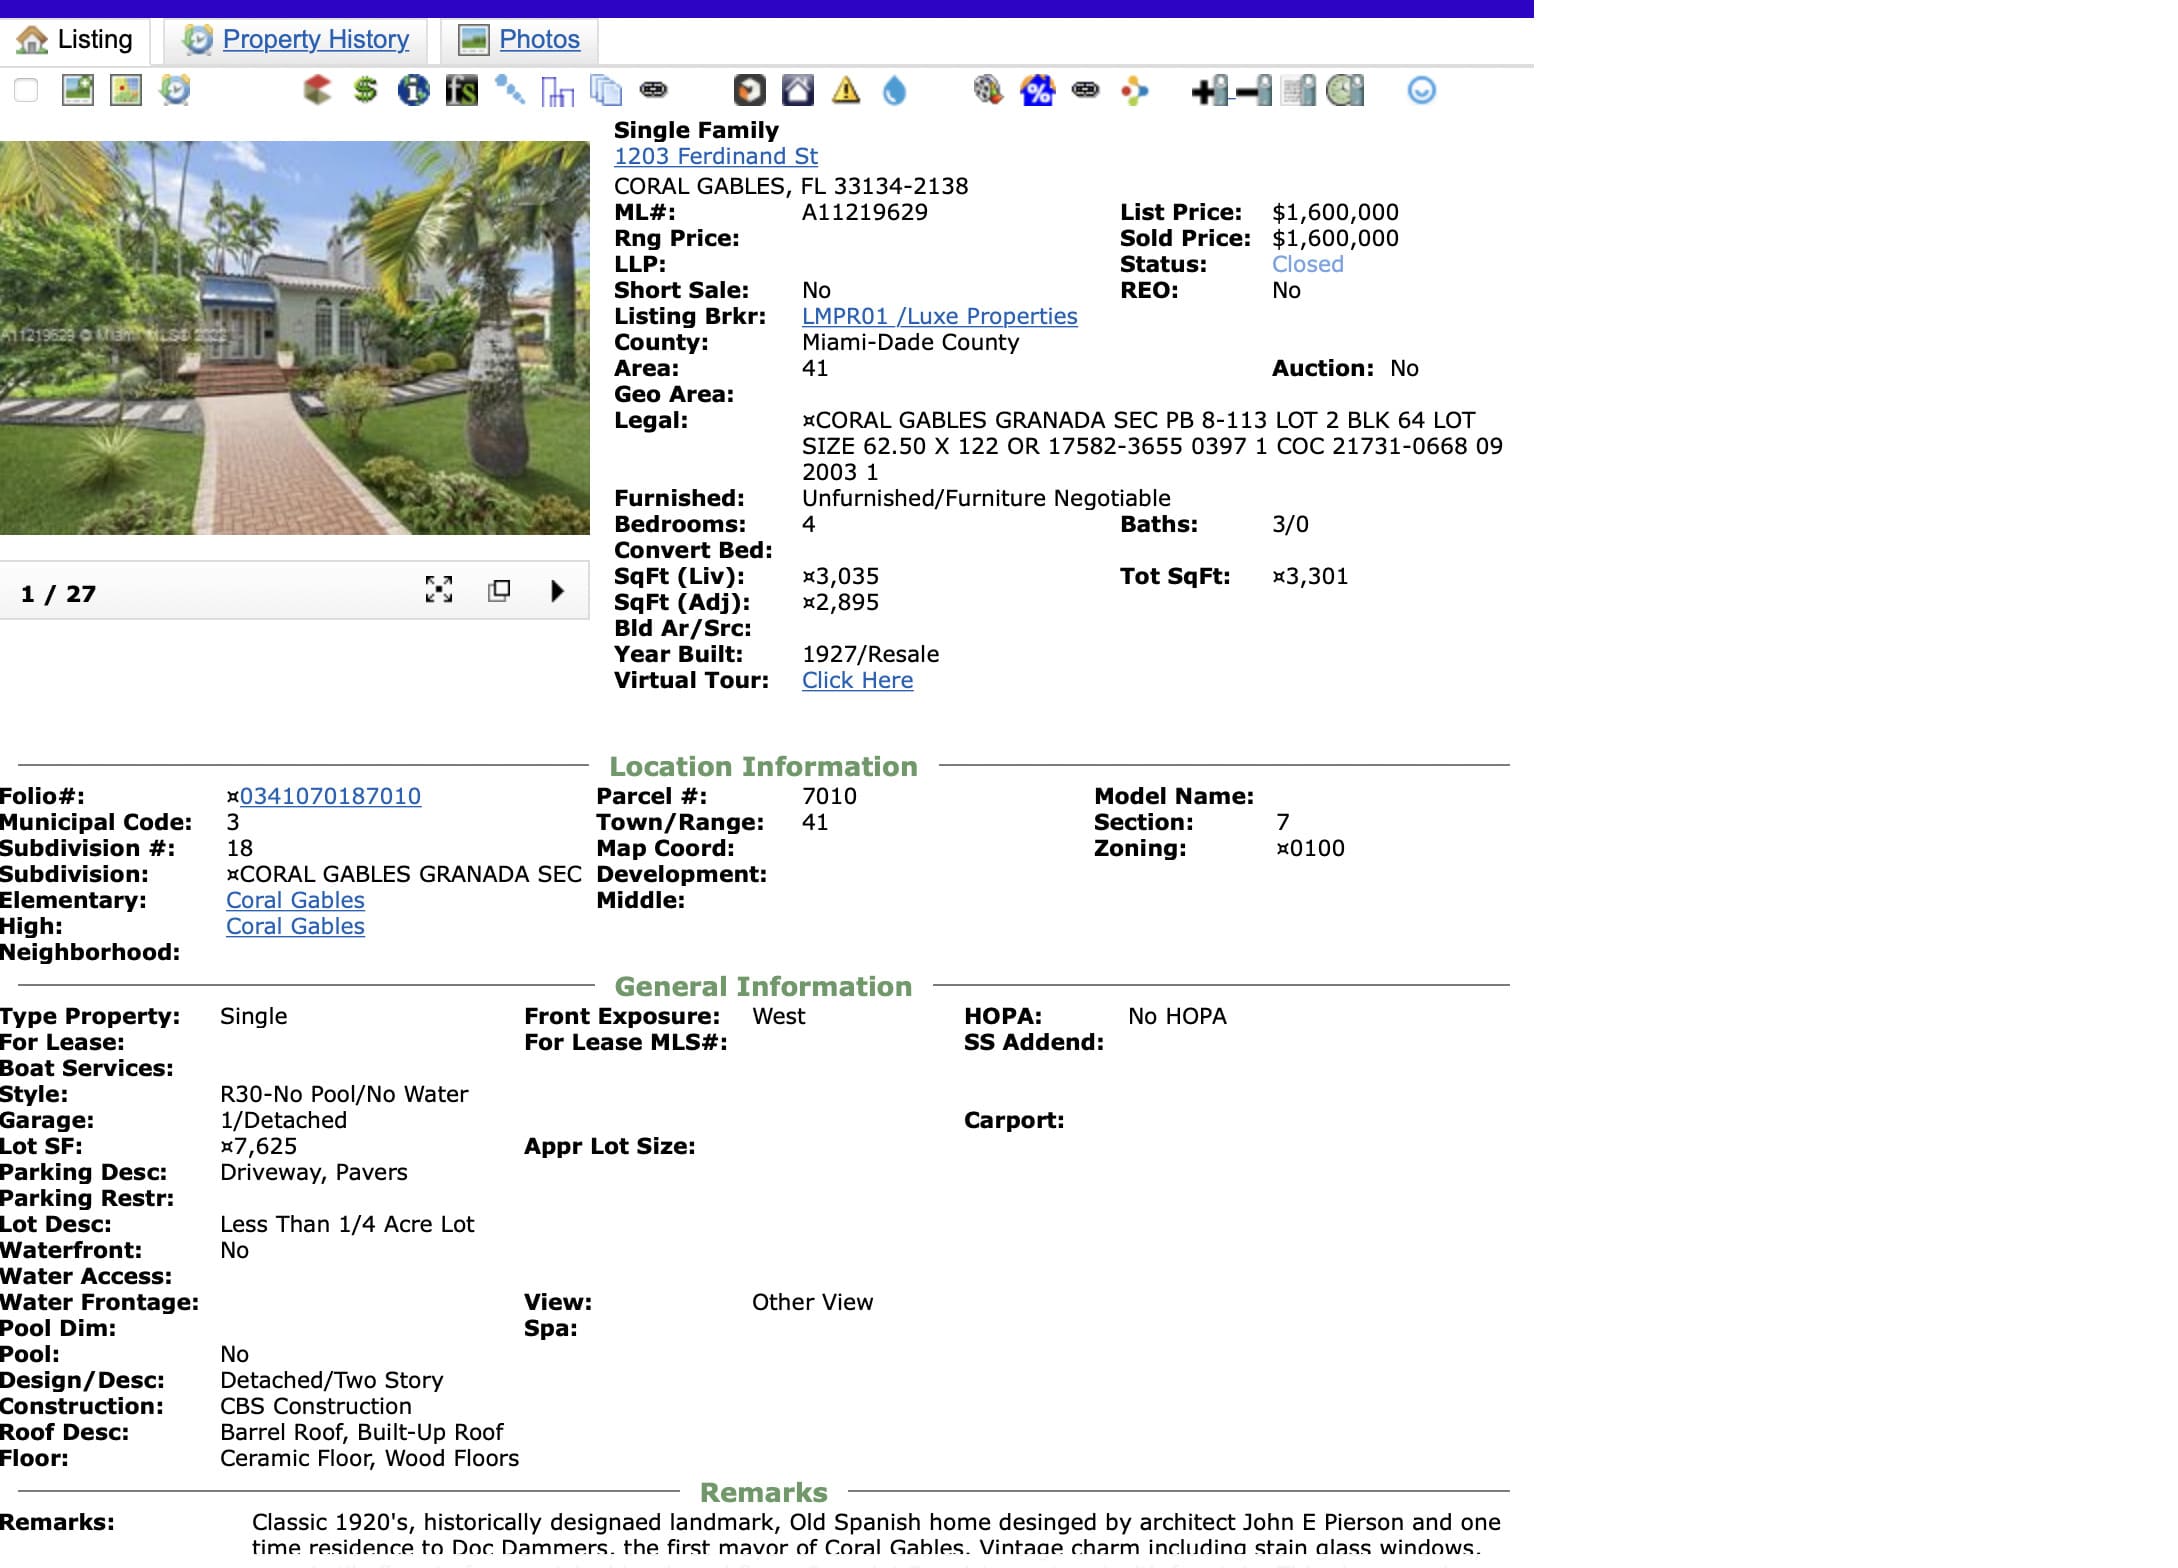 Listing Property History Photos
Single Family
1203 Ferdinand St
CORAL GABLES, FL 33134-2138
ML#: A11219629 List Price: $1,600,000
Rng Price: Sold Price: $1,600,000
LLP: Status: Closed
Short Sale: No REO: No
Listing Brkr: LMPR01 /Luxe Properties
County: Miami-Dade County
Area: 41 Auction: No
Geo Area:
Legal: ¤CORAL GABLES GRANADA SEC PB 8-113 LOT 2 BLK 64 LOT
SIZE 62.50 X 122 OR 17582-3655 0397 1 COC 21731-0668 09
2003 1
Furnished: Unfurnished/Furniture Negotiable
Bedrooms: 4 Baths: 3/0
Convert Bed:
SqFt (Liv): ¤3,035 Tot SqFt: ¤3,301
SqFt (Adj): ¤2,895
Bld Ar/Src:
Year Built: 1927/Resale
Virtual Tour: Click Here
A11219629 © Miami MLS® 2022
1 / 27
Location Information
Folio#: ¤0341070187010 Parcel #: 7010 Model Name:
Municipal Code: 3 Town/Range: 41 Section: 7
Subdivision #: 18 Map Coord: Zoning: ¤0100
Subdivision: ¤CORAL GABLES GRANADA SEC Development:
Elementary: Coral Gables Middle:
High: Coral Gables
Neighborhood:
General Information
Type Property: Single Front Exposure: West HOPA: No HOPA
For Lease: For Lease MLS#: SS Addend:
Boat Services:
Style: R30-No Pool/No Water
Garage: 1/Detached Carport:
Lot SF: ¤7,625 Appr Lot Size:
Parking Desc: Driveway, Pavers
Parking Restr:
Lot Desc: Less Than 1/4 Acre Lot
Waterfront: No
Water Access:
Water Frontage: View: Other View
Pool Dim: Spa:
Pool: No
Design/Desc: Detached/Two Story
Construction: CBS Construction
Roof Desc: Barrel Roof, Built-Up Roof
Floor: Ceramic Floor, Wood Floors
Remarks
Remarks: Classic 1920's, historically designaed landmark, Old Spanish home desinged by architect John E Pierson and one
time residence to Doc Dammers, the first mayor of Coral Gables. Vintage charm including stain glass windows,